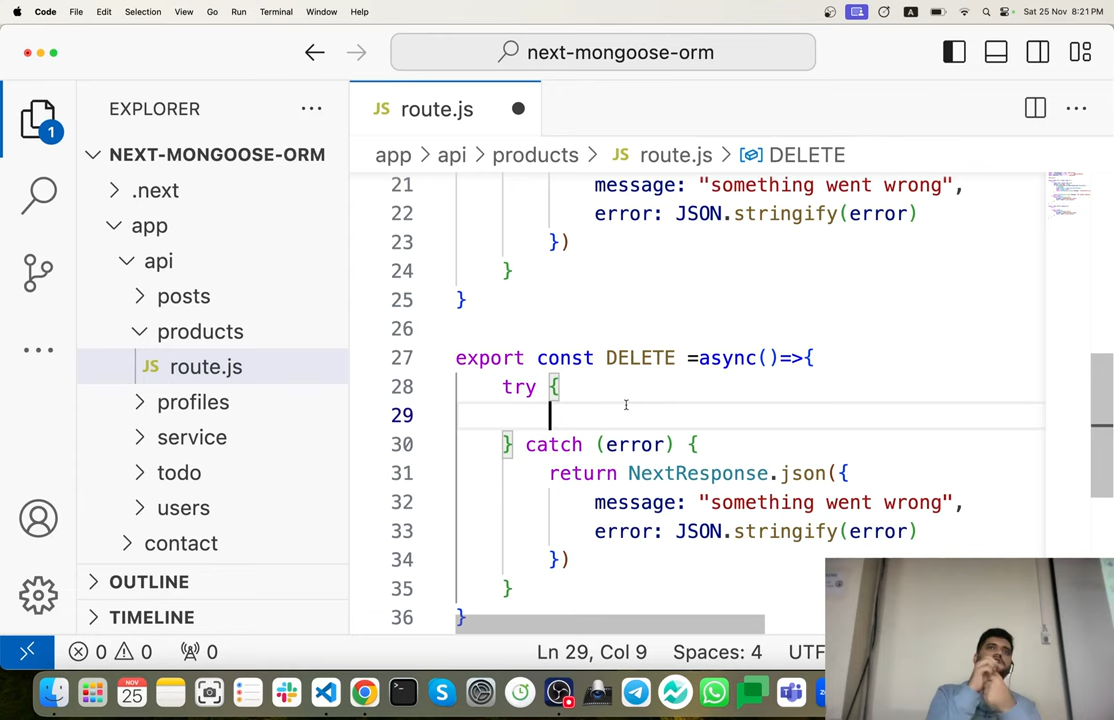 Code File Edit Selection View Go Run Terminal Window Help A Sat 25 Nov 8:21 PM
next-mongoose-orm
EXPLORER
JS route.js
1
NEXT-MONGOOSE-ORM
app > api > products > JS route.js > DELETE
.next
app
api
posts
products
JS route.js
profiles
service
todo
users
contact
OUTLINE
TIMELINE
21 message: "something went wrong",
22 error: JSON.stringify(error)
23 })
24 }
25 }
26
27 export const DELETE =async()=>{
28 try {
29
30 } catch (error) {
31 return NextResponse.json({
32 message: "something went wrong",
33 error: JSON.stringify(error)
34 })
35 }
36 }
0 0 0 Ln 29, Col 9 Spaces: 4 UTF
NOV
25